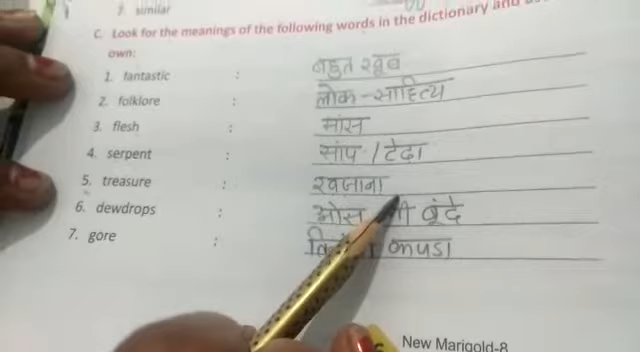 9. similar
C. Look for the meanings of the following words in the dictionary and
own:
1. fantastic : बहुत खूब
2. folklore : लोक-साहित्य
3. flesh : मांस
4. serpent : सांप / टेढ़ा
5. treasure : खजाना
6. dewdrops : ओस की बूंदे
7. gore : कपड़ा
New Marigold-8